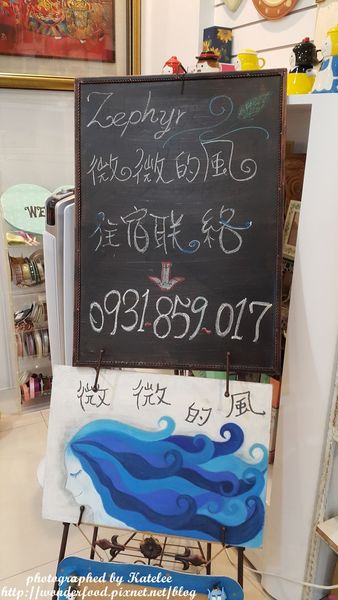 Zephyr
微微的風
住宿联絡
0931-859-017
WE
微微的風
photographed by Katelee
http://wonderfood.pixnet.net/blog